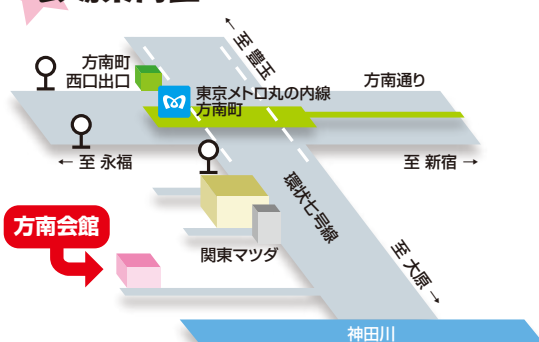 ← 至 豊玉
方南町
西口出口
東京メトロ丸の内線
方南町
方南通り
← 至 永福
至 新宿 →
環状七号線
方南会館
関東マツダ
至 大原 →
神田川